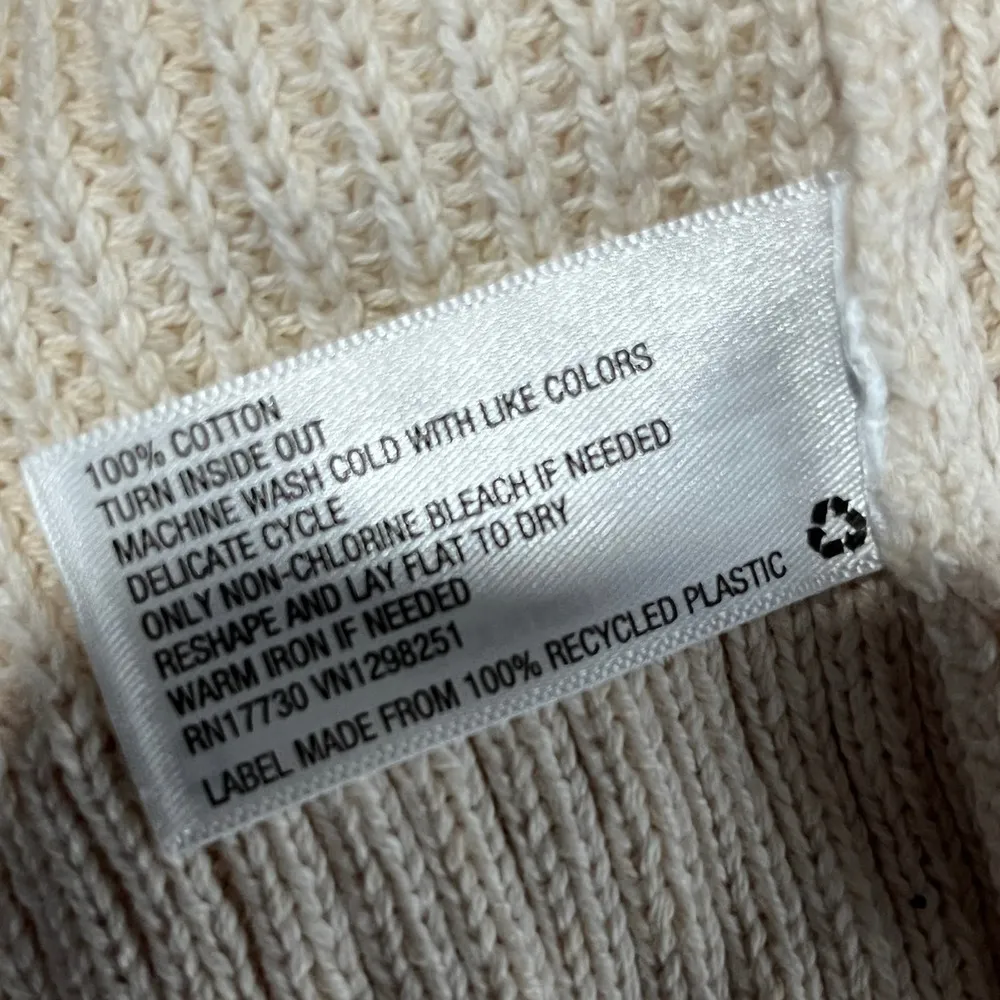 100% COTTON
TURN INSIDE OUT
MACHINE WASH COLD WITH LIKE COLORS
DELICATE CYCLE
ONLY NON-CHLORINE BLEACH IF NEEDED
RESHAPE AND LAY FLAT TO DRY
WARM IRON IF NEEDED
RN17730 VN1298251
LABEL MADE FROM 100% RECYCLED PLASTIC